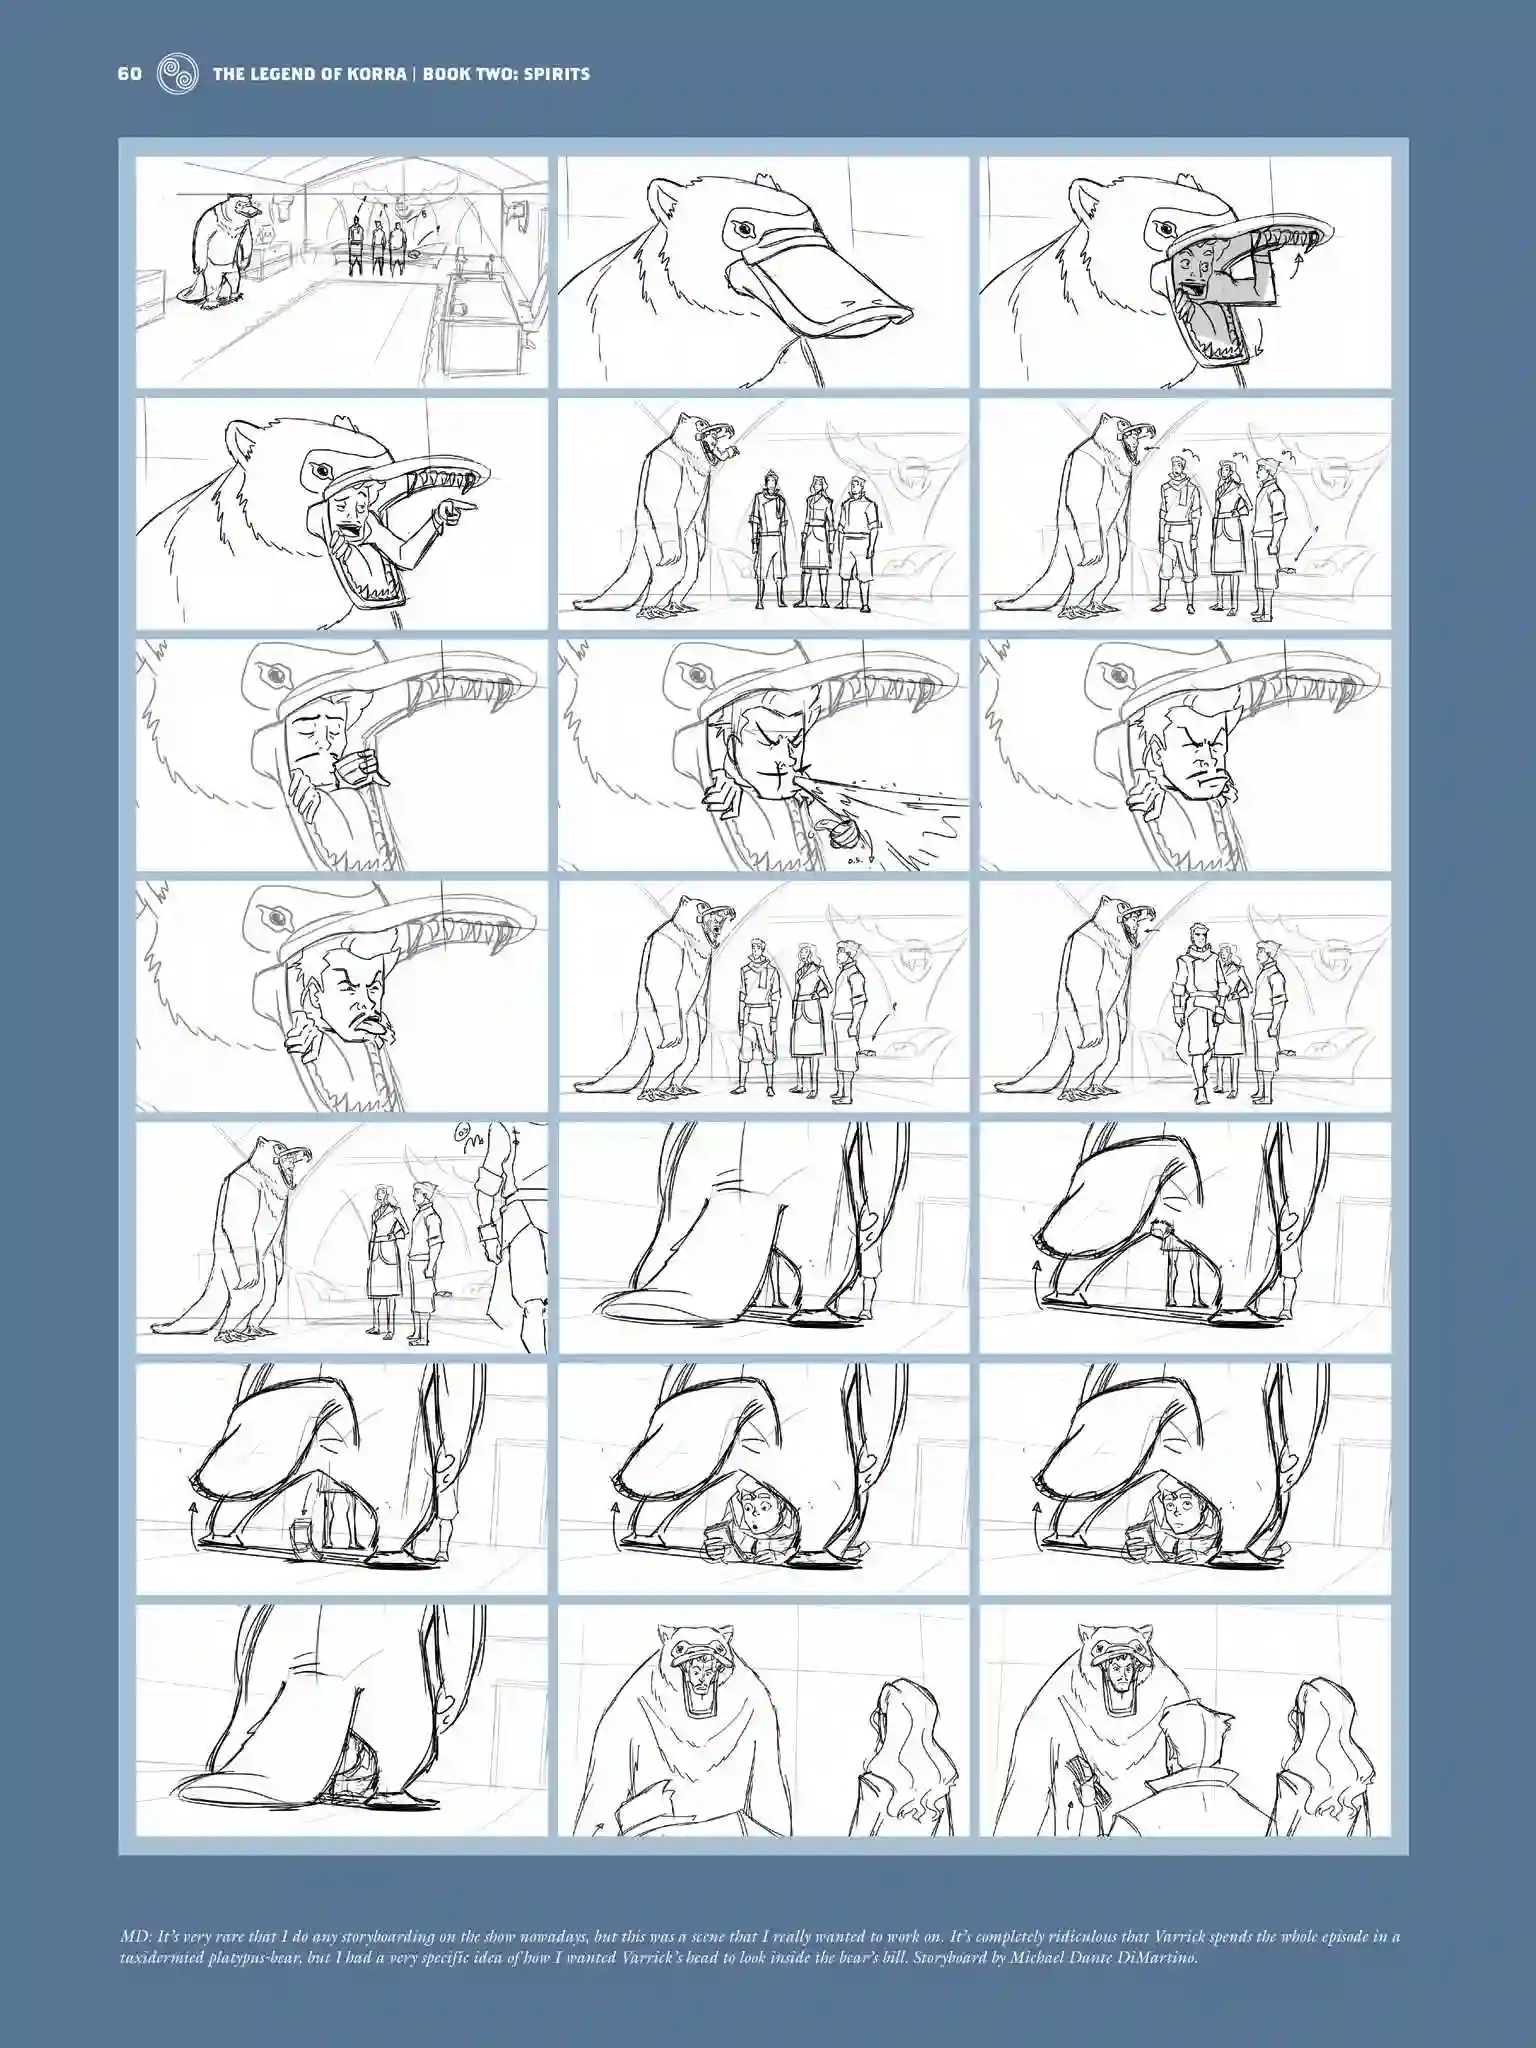 60 THE LEGEND OF KORRA | BOOK TWO: SPIRITS
O.S.
MD: It's very rare that I do any storyboarding on the show nowadays, but this was a scene that I really wanted to work on. It's completely ridiculous that Varrick spends the whole episode in a
taxidermied platypus-bear, but I had a very specific idea of how I wanted Varrick's head to look inside the bear's bill. Storyboard by Michael Dante DiMartino.